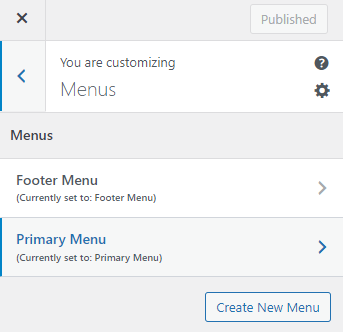 Published
You are customizing
Menus
Menus
Footer Menu
(Currently set to: Footer Menu)
Primary Menu
(Currently set to: Primary Menu)
Create New Menu